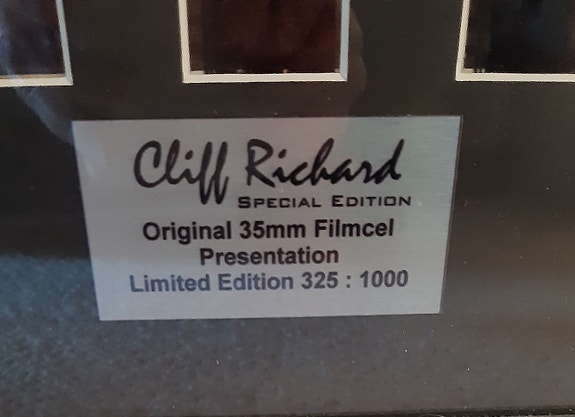 Cliff Richard
SPECIAL EDITION
Original 35mm Filmcel
Presentation
Limited Edition 325 : 1000